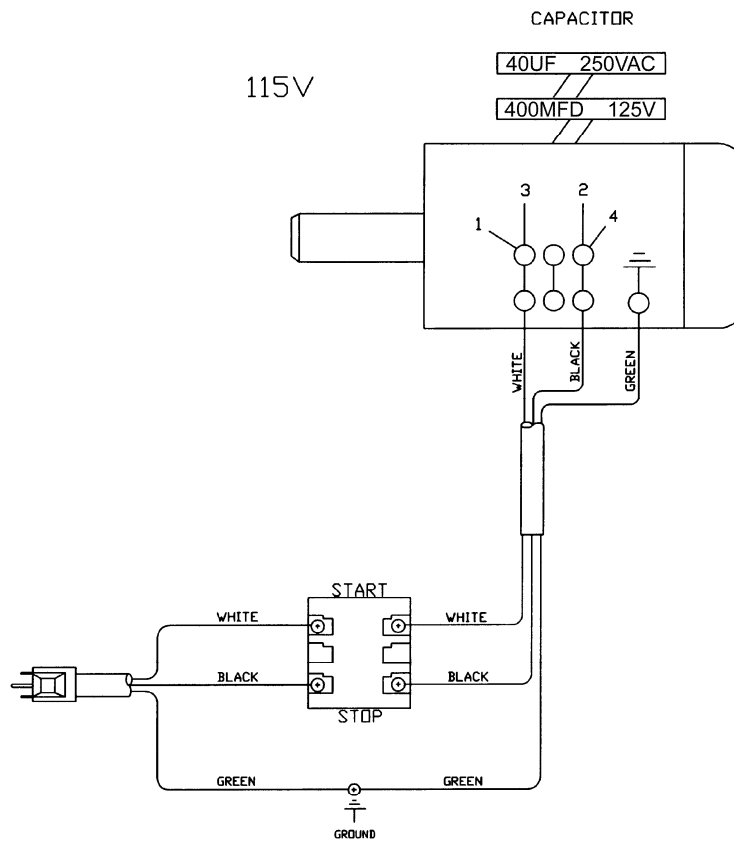 CAPACITOR
40UF 250VAC
115V
400MFD 125V
3 2
1 4
WHITE
BLACK
GREEN
START
WHITE WHITE
BLACK BLACK
STOP
GREEN GREEN
GROUND